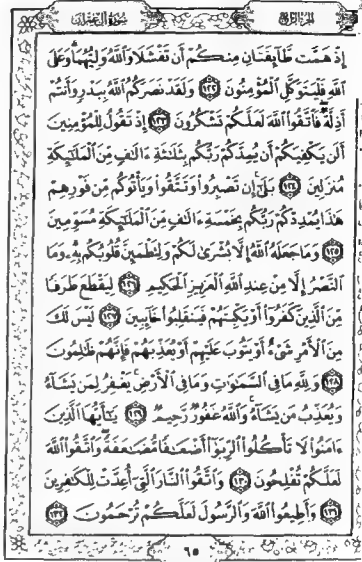 سورة آل عمران الجزء الرابع
إِذْ هَمَّت طَّآئِفَتَانِ مِنكُمْ أَن تَفْشَلَا وَٱللَّهُ وَلِيُّهُمَا وَعَلَى
ٱللَّهِ فَلْيَتَوَكَّلِ ٱلْمُؤْمِنُونَ ١٢٢ وَلَقَدْ نَصَرَكُمُ ٱللَّهُ بِبَدْرٍ وَأَنتُمْ
أَذِلَّةٌ فَٱتَّقُوا۟ ٱللَّهَ لَعَلَّكُمْ تَشْكُرُونَ ١٢٣ إِذْ تَقُولُ لِلْمُؤْمِنِينَ
أَلَن يَكْفِيَكُمْ أَن يُمِدَّكُمْ رَبُّكُم بِثَلَٰثَةِ ءَالَٰفٍ مِّنَ ٱلْمَلَٰٓئِكَةِ
مُنزَلِينَ ١٢٤ بَلَىٰٓ إِن تَصْبِرُوا۟ وَتَتَّقُوا۟ وَيَأْتُوكُم مِّن فَوْرِهِمْ
هَٰذَا يُمْدِدْكُمْ رَبُّكُم بِخَمْسَةِ ءَالَٰفٍ مِّنَ ٱلْمَلَٰٓئِكَةِ مُسَوِّمِينَ
١٢٥ وَمَا جَعَلَهُ ٱللَّهُ إِلَّا بُشْرَىٰ لَكُمْ وَلِتَطْمَئِنَّ قُلُوبُكُم بِهِۦ وَمَا
ٱلنَّصْرُ إِلَّا مِنْ عِندِ ٱللَّهِ ٱلْعَزِيزِ ٱلْحَكِيمِ ١٢٦ لِيَقْطَعَ طَرَفًا
مِّنَ ٱلَّذِينَ كَفَرُوٓا۟ أَوْ يَكْبِتَهُمْ فَيَنقَلِبُوا۟ خَآئِبِينَ ١٢٧ لَيْسَ لَكَ
مِنَ ٱلْأَمْرِ شَىْءٌ أَوْ يَتُوبَ عَلَيْهِمْ أَوْ يُعَذِّبَهُمْ فَإِنَّهُمْ ظَٰلِمُونَ
١٢٨ وَلِلَّهِ مَا فِى ٱلسَّمَٰوَٰتِ وَمَا فِى ٱلْأَرْضِ يَغْفِرُ لِمَن يَشَآءُ
وَيُعَذِّبُ مَن يَشَآءُ وَٱللَّهُ غَفُورٌ رَّحِيمٌ ١٢٩ يَٰٓأَيُّهَا ٱلَّذِينَ
ءَامَنُوا۟ لَا تَأْكُلُوا۟ ٱلرِّبَوٰٓا۟ أَضْعَٰفًا مُّضَٰعَفَةً وَٱتَّقُوا۟ ٱللَّهَ
لَعَلَّكُمْ تُفْلِحُونَ ١٣٠ وَٱتَّقُوا۟ ٱلنَّارَ ٱلَّتِىٓ أُعِدَّتْ لِلْكَٰفِرِينَ
١٣١ وَأَطِيعُوا۟ ٱللَّهَ وَٱلرَّسُولَ لَعَلَّكُمْ تُرْحَمُونَ ١٣٢
٦٥